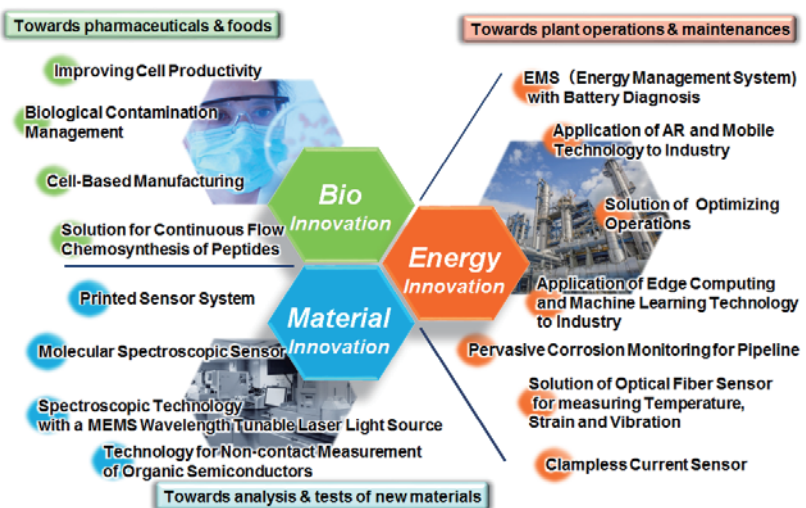 Towards pharmaceuticals & foods
Improving Cell Productivity
Biological Contamination
Management
Cell-Based Manufacturing
Solution for Continuous Flow
Chemosynthesis of Peptides
Bio
Innovation
Towards plant operations & maintenances
EMS（Energy Management System)
with Battery Diagnosis
Application of AR and Mobile
Technology to Industry
Solution of Optimizing
Operations
Energy
Innovation
Application of Edge Computing
and Machine Learning Technology
to Industry
Pervasive Corrosion Monitoring for Pipeline
Solution of Optical Fiber Sensor
for measuring Temperature,
Strain and Vibration
Clampless Current Sensor
Material
Innovation
Printed Sensor System
Molecular Spectroscopic Sensor
Spectroscopic Technology
with a MEMS Wavelength Tunable Laser Light Source
Technology for Non-contact Measurement
of Organic Semiconductors
Towards analysis & tests of new materials